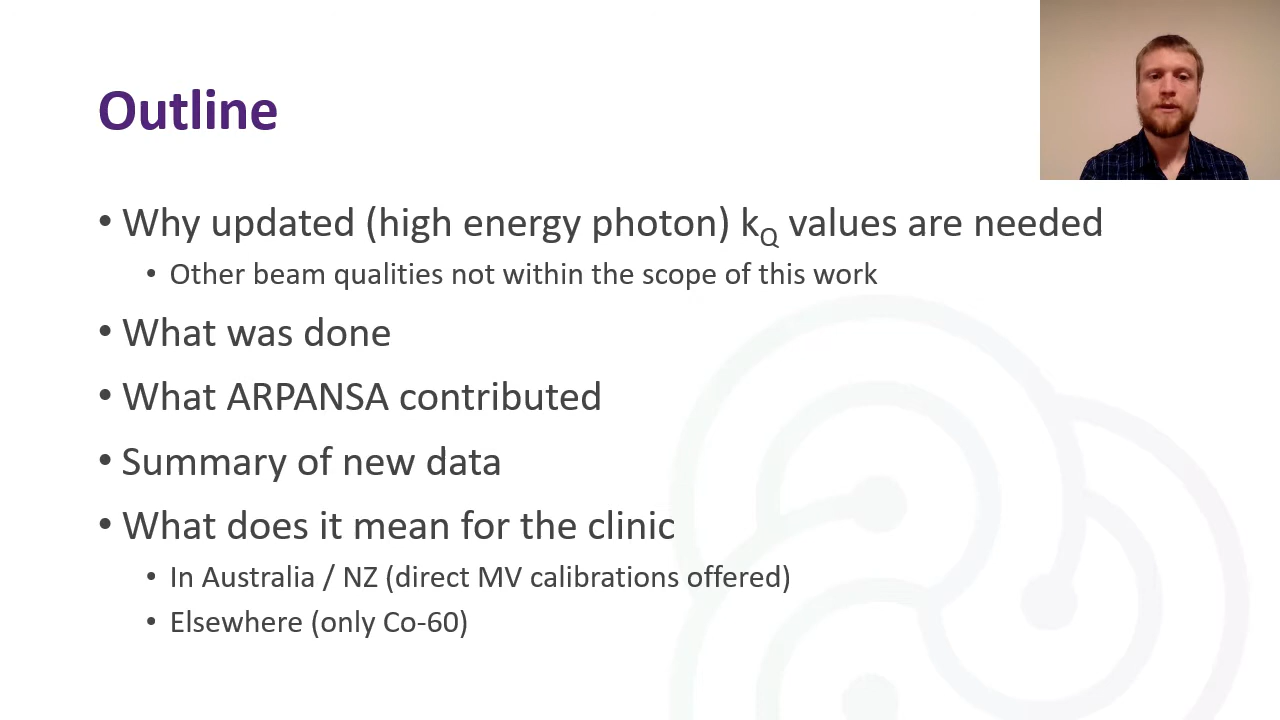 Outline
• Why updated (high energy photon) kQ values are needed
• Other beam qualities not within the scope of this work
• What was done
• What ARPANSA contributed
• Summary of new data
• What does it mean for the clinic
• In Australia / NZ (direct MV calibrations offered)
• Elsewhere (only Co-60)